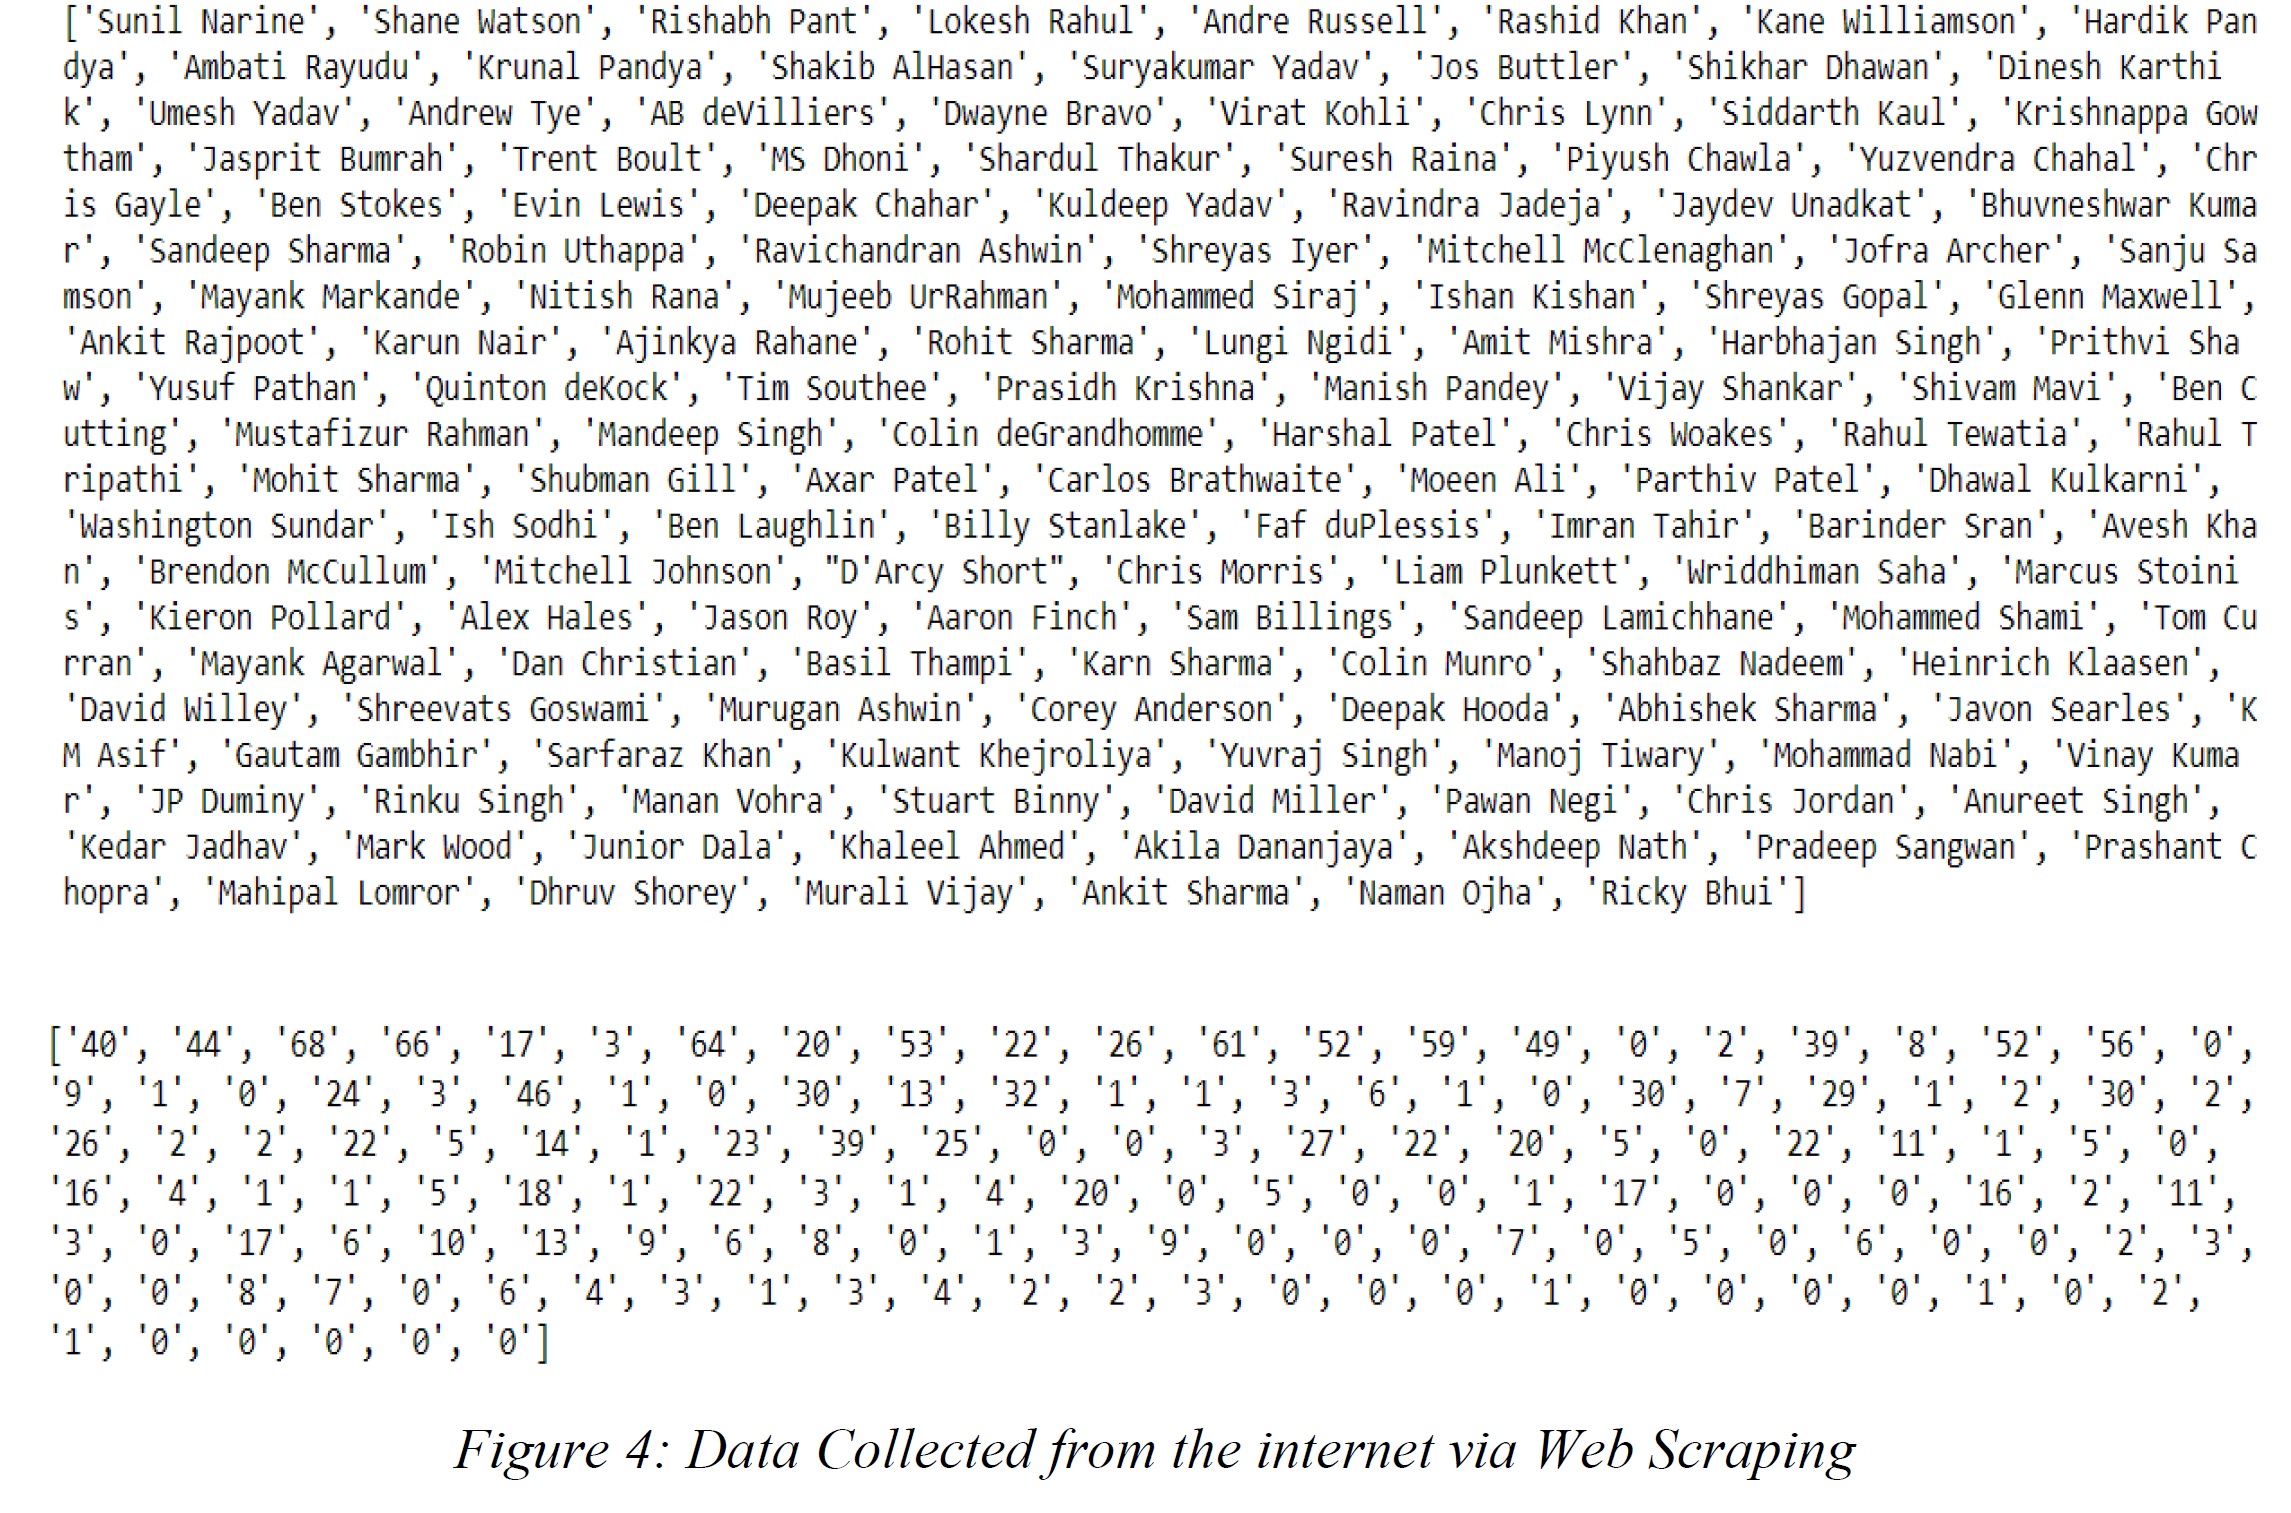 ['Sunil Narine', 'Shane Watson', 'Rishabh Pant', 'Lokesh Rahul', 'Andre Russell', 'Rashid Khan', 'Kane Williamson', 'Hardik Pan
dya', 'Ambati Rayudu', 'Krunal Pandya', 'Shakib AlHasan', 'Suryakumar Yadav', 'Jos Buttler', 'Shikhar Dhawan', 'Dinesh Karthi
k', 'Umesh Yadav', 'Andrew Tye', 'AB deVilliers', 'Dwayne Bravo', 'Virat Kohli', 'Chris Lynn', 'Siddarth Kaul', 'Krishnappa Gow
tham', 'Jasprit Bumrah', 'Trent Boult', 'MS Dhoni', 'Shardul Thakur', 'Suresh Raina', 'Piyush Chawla', 'Yuzvendra Chahal', 'Chr
is Gayle', 'Ben Stokes', 'Evin Lewis', 'Deepak Chahar', 'Kuldeep Yadav', 'Ravindra Jadeja', 'Jaydev Unadkat', 'Bhuvneshwar Kuma
r', 'Sandeep Sharma', 'Robin Uthappa', 'Ravichandran Ashwin', 'Shreyas Iyer', 'Mitchell McClenaghan', 'Jofra Archer', 'Sanju Sa
mson', 'Mayank Markande', 'Nitish Rana', 'Mujeeb UrRahman', 'Mohammed Siraj', 'Ishan Kishan', 'Shreyas Gopal', 'Glenn Maxwell',
'Ankit Rajpoot', 'Karun Nair', 'Ajinkya Rahane', 'Rohit Sharma', 'Lungi Ngidi', 'Amit Mishra', 'Harbhajan Singh', 'Prithvi Sha
w', 'Yusuf Pathan', 'Quinton deKock', 'Tim Southee', 'Prasidh Krishna', 'Manish Pandey', 'Vijay Shankar', 'Shivam Mavi', 'Ben C
utting', 'Mustafizur Rahman', 'Mandeep Singh', 'Colin deGrandhomme', 'Harshal Patel', 'Chris Woakes', 'Rahul Tewatia', 'Rahul T
ripathi', 'Mohit Sharma', 'Shubman Gill', 'Axar Patel', 'Carlos Brathwaite', 'Moeen Ali', 'Parthiv Patel', 'Dhawal Kulkarni',
'Washington Sundar', 'Ish Sodhi', 'Ben Laughlin', 'Billy Stanlake', 'Faf duPlessis', 'Imran Tahir', 'Barinder Sran', 'Avesh Kha
n', 'Brendon McCullum', 'Mitchell Johnson', "D'Arcy Short", 'Chris Morris', 'Liam Plunkett', 'Wriddhiman Saha', 'Marcus Stoini
s', 'Kieron Pollard', 'Alex Hales', 'Jason Roy', 'Aaron Finch', 'Sam Billings', 'Sandeep Lamichhane', 'Mohammed Shami', 'Tom Cu
rran', 'Mayank Agarwal', 'Dan Christian', 'Basil Thampi', 'Karn Sharma', 'Colin Munro', 'Shahbaz Nadeem', 'Heinrich Klaasen',
'David Willey', 'Shreevats Goswami', 'Murugan Ashwin', 'Corey Anderson', 'Deepak Hooda', 'Abhishek Sharma', 'Javon Searles', 'K
M Asif', 'Gautam Gambhir', 'Sarfaraz Khan', 'Kulwant Khejroliya', 'Yuvraj Singh', 'Manoj Tiwary', 'Mohammad Nabi', 'Vinay Kuma
r', 'JP Duminy', 'Rinku Singh', 'Manan Vohra', 'Stuart Binny', 'David Miller', 'Pawan Negi', 'Chris Jordan', 'Anureet Singh',
'Kedar Jadhav', 'Mark Wood', 'Junior Dala', 'Khaleel Ahmed', 'Akila Dananjaya', 'Akshdeep Nath', 'Pradeep Sangwan', 'Prashant C
hopra', 'Mahipal Lomror', 'Dhruv Shorey', 'Murali Vijay', 'Ankit Sharma', 'Naman Ojha', 'Ricky Bhui']
['40', '44', '68', '66', '17', '3', '64', '20', '53', '22', '26', '61', '52', '59', '49', '0', '2', '39', '8', '52', '56', '0',
'9', '1', '0', '24', '3', '46', '1', '0', '30', '13', '32', '1', '1', '3', '6', '1', '0', '30', '7', '29', '1', '2', '30', '2',
'26', '2', '2', '22', '5', '14', '1', '23', '39', '25', '0', '0', '3', '27', '22', '20', '5', '0', '22', '11', '1', '5', '0',
'16', '4', '1', '1', '5', '18', '1', '22', '3', '1', '4', '20', '0', '5', '0', '0', '1', '17', '0', '0', '0', '16', '2', '11',
'3', '0', '17', '6', '10', '13', '9', '6', '8', '0', '1', '3', '9', '0', '0', '0', '7', '0', '5', '0', '6', '0', '0', '2', '3',
'0', '0', '8', '7', '0', '6', '4', '3', '1', '3', '4', '2', '2', '3', '0', '0', '0', '1', '0', '0', '0', '0', '1', '0', '2',
'1', '0', '0', '0', '0', '0']
Figure 4: Data Collected from the internet via Web Scraping